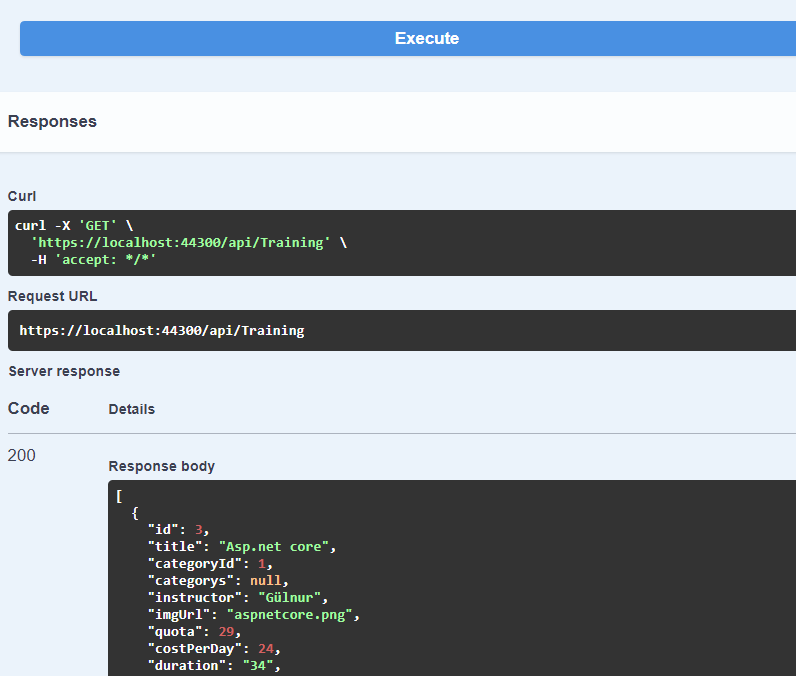 Execute
Responses
Curl
curl -X 'GET' \
'https://localhost:44300/api/Training' \
-H 'accept: */*'
Request URL
https://localhost:44300/api/Training
Server response
Code Details
200
Response body
[
{
"id": 3,
"title": "Asp.net core",
"categoryId": 1,
"categorys": null,
"instructor": "Gülnur",
"imgUrl": "aspnetcore.png",
"quota": 29,
"costPerDay": 24,
"duration": "34",